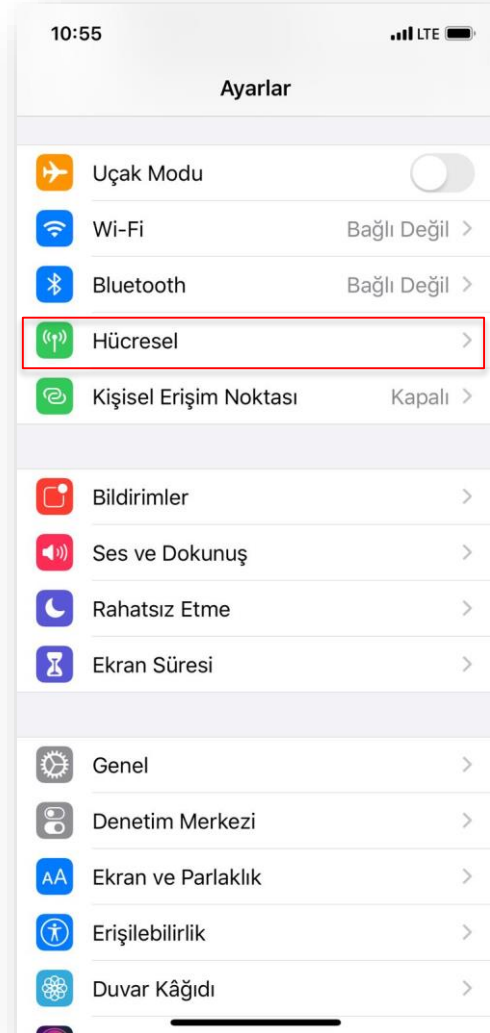 10:55 LTE
Ayarlar
Uçak Modu
Wi-Fi Bağlı Değil
Bluetooth Bağlı Değil
Hücresel
Kişisel Erişim Noktası Kapalı
Bildirimler
Ses ve Dokunuş
Rahatsız Etme
Ekran Süresi
Genel
Denetim Merkezi
AA Ekran ve Parlaklık
Erişilebilirlik
Duvar Kâğıdı